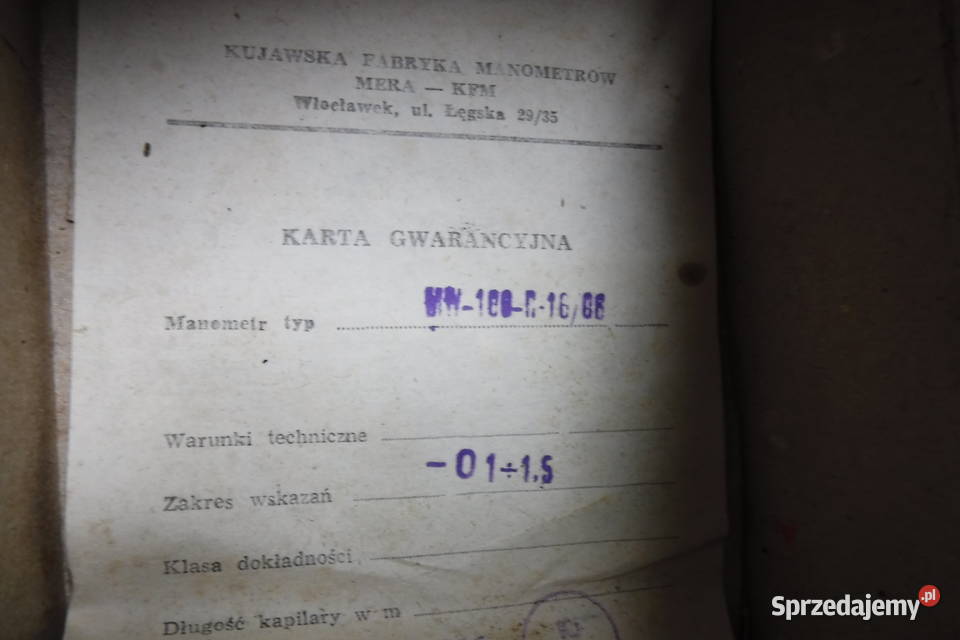 KUJAWSKA FABRYKA MANOMETRÓW
MERA — KFM
Włocławek, ul. Łęgska 29/35
KARTA GWARANCYJNA
Manometr typ
Warunki techniczne
Zakres wskazań -01÷1.5
Klasa dokładności
Długość kapilary w m
Sprzedajemy.pl